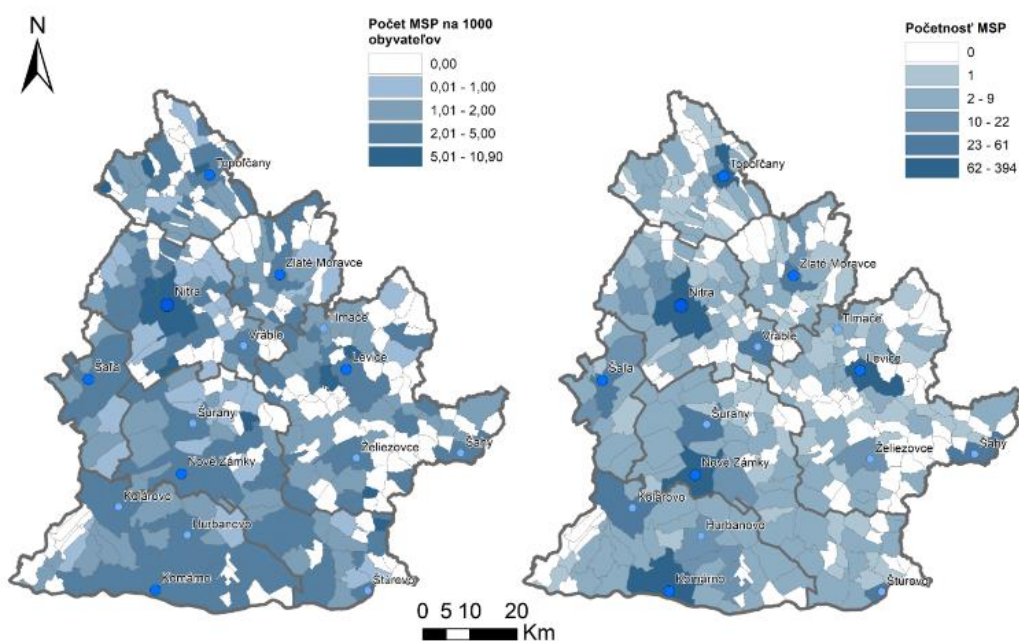 N
Počet MSP na 1000
obyvateľov
0,00
0,01 - 1,00
1,01 - 2,00
2,01 - 5,00
5,01 - 10,90
Topoľčany
Zlaté Moravce
Nitra
Tlmače
Vráble
Levice
Šaľa
Šurany
Želiezovce
Šahy
Nové Zámky
Kolárovo
Hurbanovo
Komárno
Štúrovo
Početnosť MSP
0
1
2 - 9
10 - 22
23 - 61
62 - 394
Topoľčany
Zlaté Moravce
Nitra
Tlmače
Vráble
Levice
Šaľa
Šurany
Želiezovce
Šahy
Nové Zámky
Kolárovo
Hurbanovo
Komárno
Štúrovo
0 5 10 20
Km